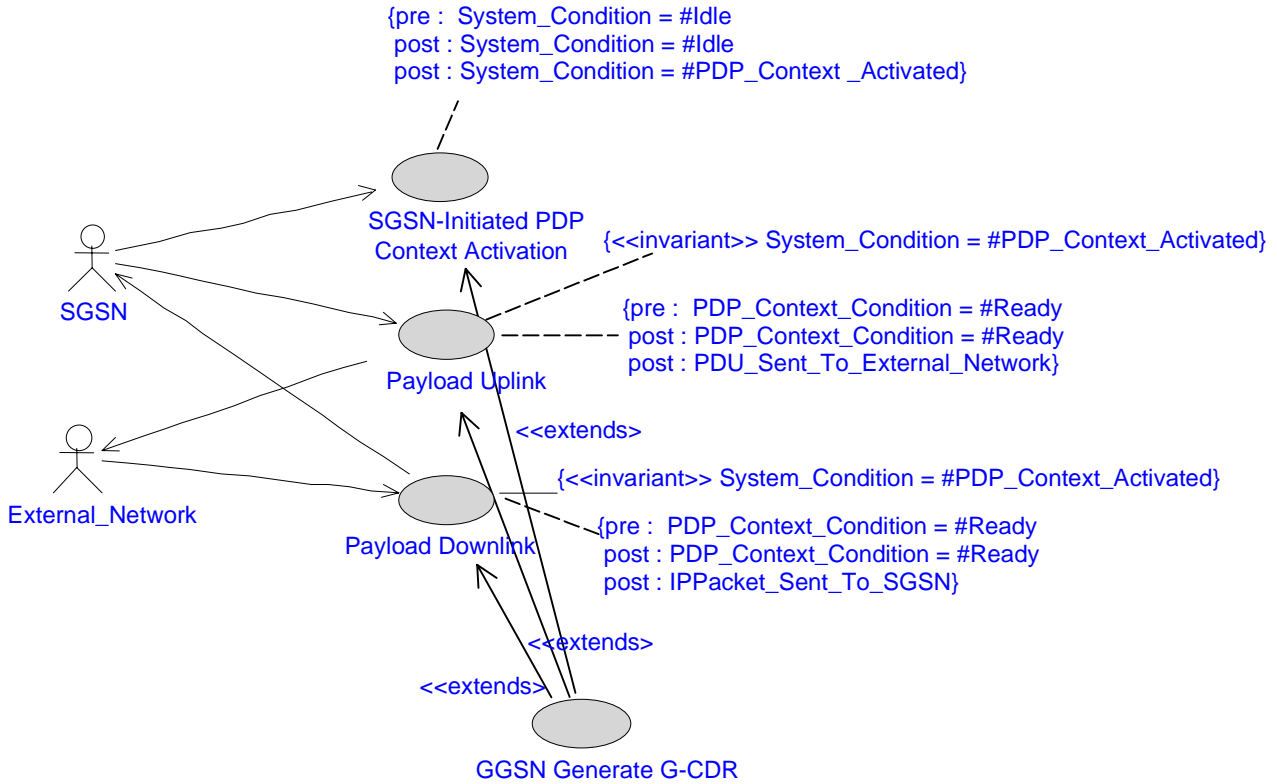 {pre :  System_Condition = #Idle
post : System_Condition = #Idle
post : System_Condition = #PDP_Context _Activated}
SGSN-Initiated PDP
Context Activation
{<<invariant>> System_Condition = #PDP_Context_Activated}
SGSN
{pre :  PDP_Context_Condition = #Ready
post : PDP_Context_Condition = #Ready
post : PDU_Sent_To_External_Network}
Payload Uplink
<<extends>
{<<invariant>> System_Condition = #PDP_Context_Activated}
External_Network
{pre :  PDP_Context_Condition = #Ready
post : PDP_Context_Condition = #Ready
post : IPPacket_Sent_To_SGSN}
Payload Downlink
<<extends>
<<extends>
GGSN Generate G-CDR